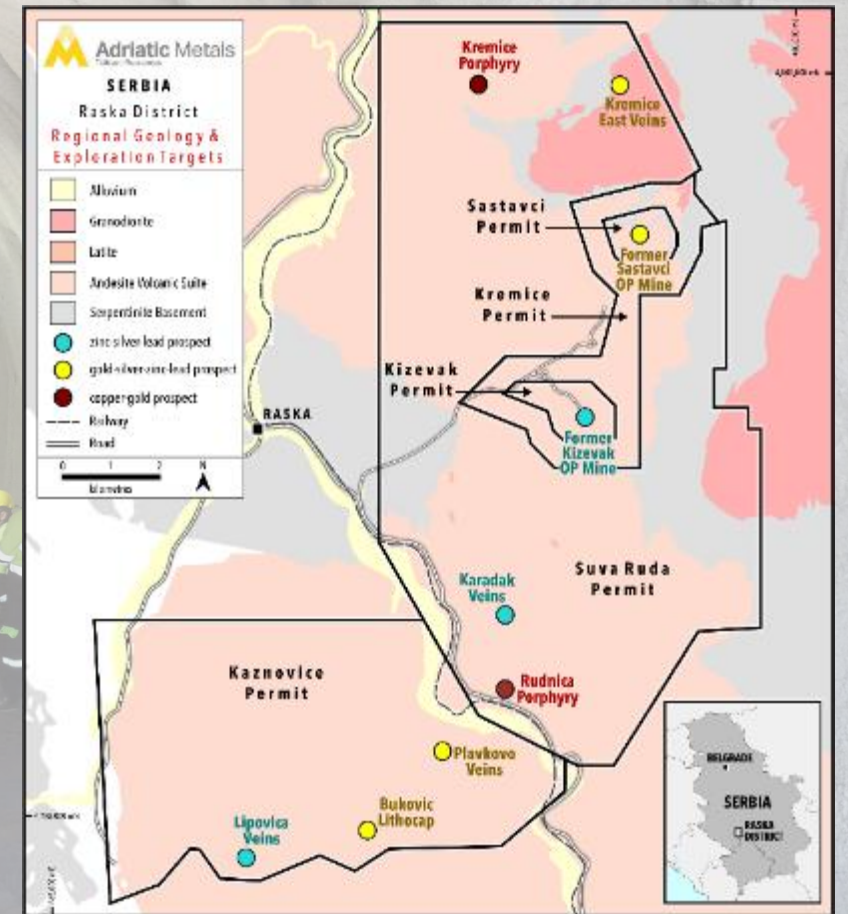 Adriatic Metals
SERBIA
Raska District
Regional Geology &
Exploration Targets
Alluvium
Granodiorite
Latite
Andesite Volcanic Suite
Serpentinite Basement
zinc-silver-lead prospect
gold-silver-zinc-lead prospect
copper-gold prospect
Railway
Road
0 1 2 N
kilometres
Kremice
Porphyry
Kremice
East Veins
Sastavci
Permit
Former
Sastavci
OP Mine
Kremice
Permit
Kizevak
Permit
Former
Kizevak
OP Mine
RASKA
Karadak
Veins
Suva Ruda
Permit
Kaznovice
Permit
Rudnica
Porphyry
Plavkovo
Veins
Bukovic
Lithocap
Lipovica
Veins
BELGRADE
SERBIA
RASKA
DISTRICT